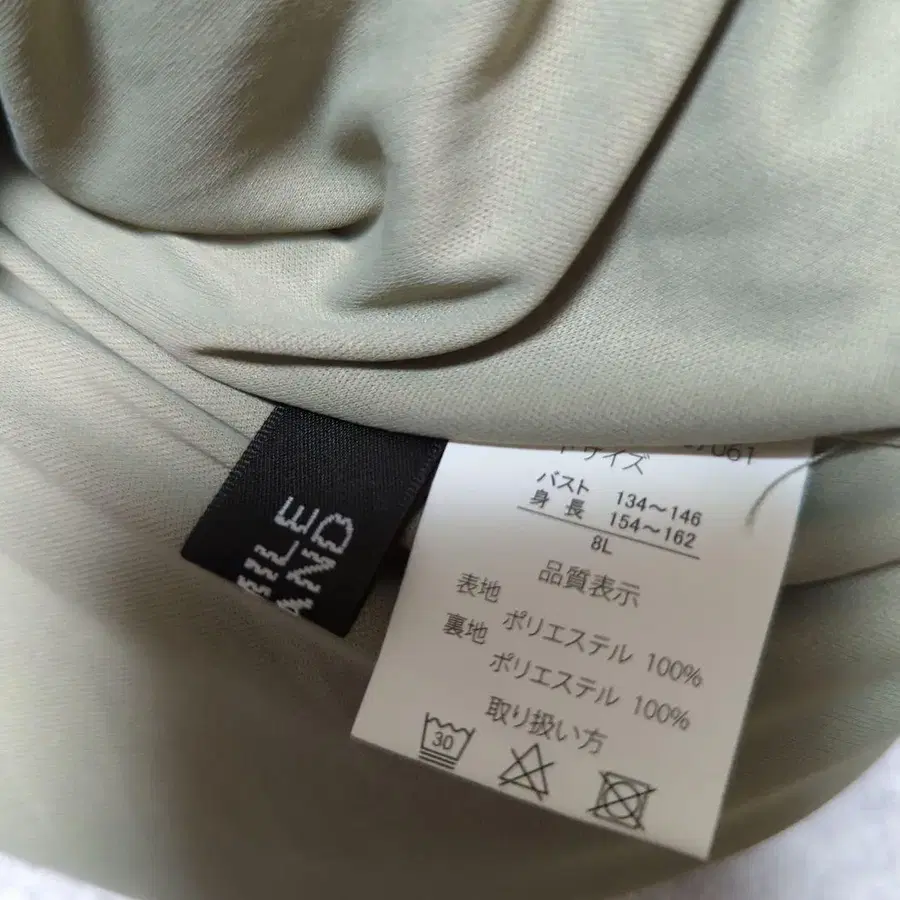 サイズ
バスト 134～146
身長 154～162
8L
品質表示
表地 ポリエステル 100%
裏地 ポリエステル 100%
取り扱い方
30